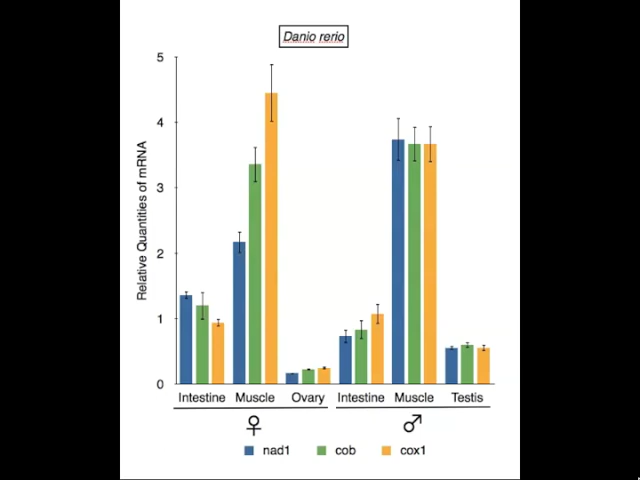 Danio rerio
5
4
3
2
1
0
Relative Quantities of mRNA
Intestine Muscle Ovary Intestine Muscle Testis
♀ ♂
nad1 cob cox1